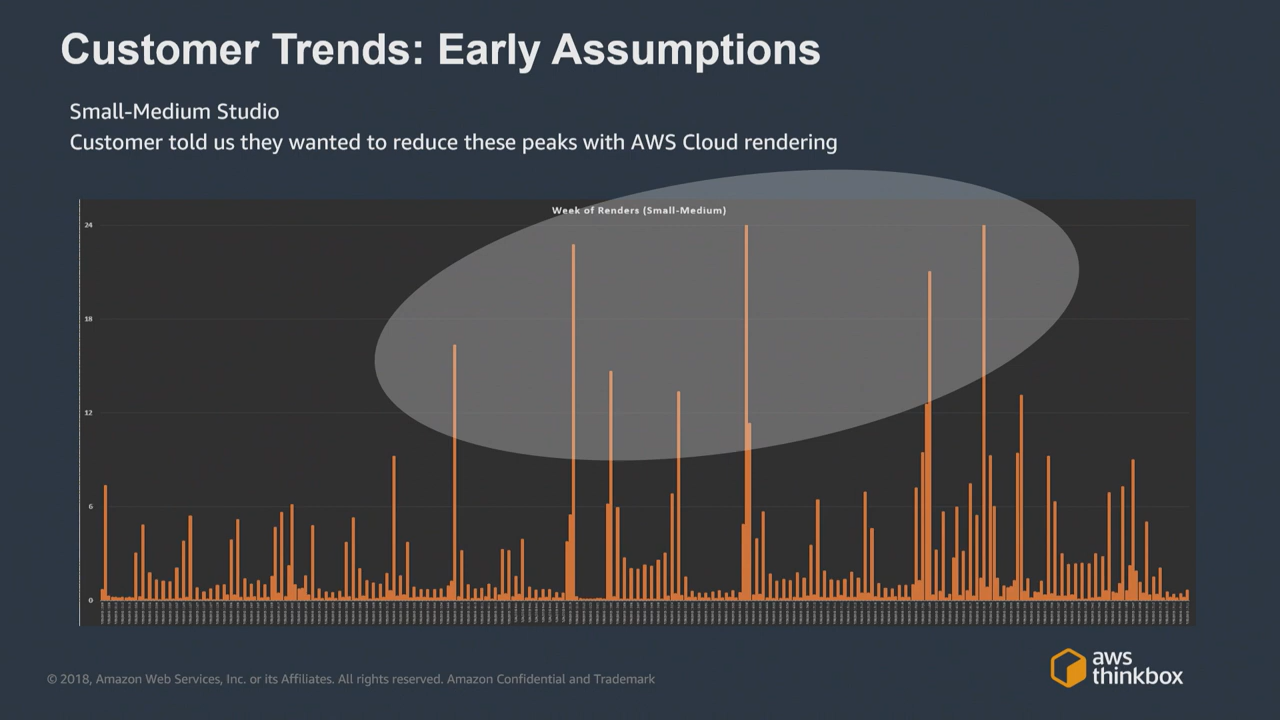 Customer Trends: Early Assumptions
Small-Medium Studio
Customer told us they wanted to reduce these peaks with AWS Cloud rendering
Week of Renders (Small-Medium)
24
18
12
6
0
© 2018, Amazon Web Services, Inc. or its Affiliates. All rights reserved. Amazon Confidential and Trademark
aws
thinkbox